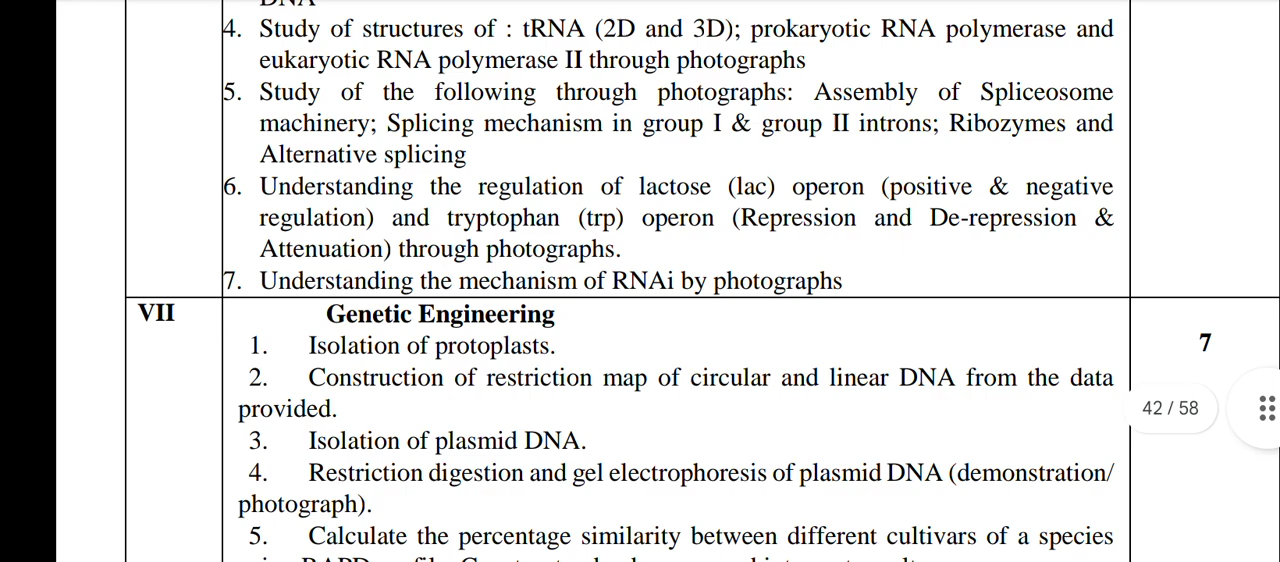 DNA
4. Study of structures of : tRNA (2D and 3D); prokaryotic RNA polymerase and
eukaryotic RNA polymerase II through photographs
5. Study of the following through photographs: Assembly of Spliceosome
machinery; Splicing mechanism in group I & group II introns; Ribozymes and
Alternative splicing
6. Understanding the regulation of lactose (lac) operon (positive & negative
regulation) and tryptophan (trp) operon (Repression and De-repression &
Attenuation) through photographs.
7. Understanding the mechanism of RNAi by photographs
VII
Genetic Engineering
7
1. Isolation of protoplasts.
2. Construction of restriction map of circular and linear DNA from the data
provided.
42 / 58
3. Isolation of plasmid DNA.
4. Restriction digestion and gel electrophoresis of plasmid DNA (demonstration/
photograph).
5. Calculate the percentage similarity between different cultivars of a species